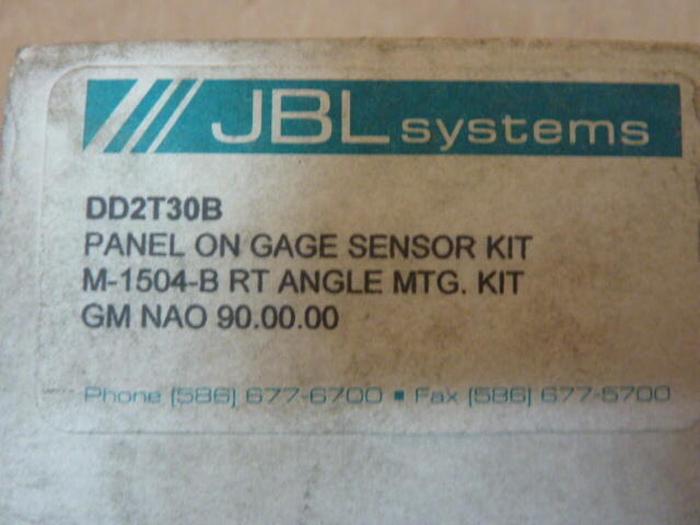 JBL systems
DD2T30B
PANEL ON GAGE SENSOR KIT
M-1504-B RT ANGLE MTG. KIT
GM NAO 90.00.00
Phone (586) 677-6700 ▪ Fax (586) 677-5700